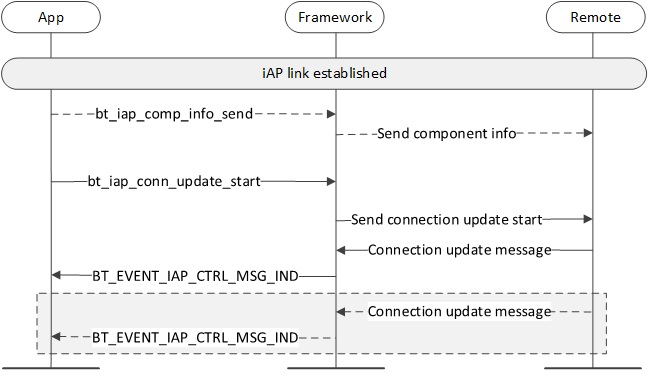 App
Framework
Remote
iAP link established
bt_iap_comp_info_send
Send component info
bt_iap_conn_update_start
Send connection update start
Connection update message
BT_EVENT_IAP_CTRL_MSG_IND
Connection update message
BT_EVENT_IAP_CTRL_MSG_IND